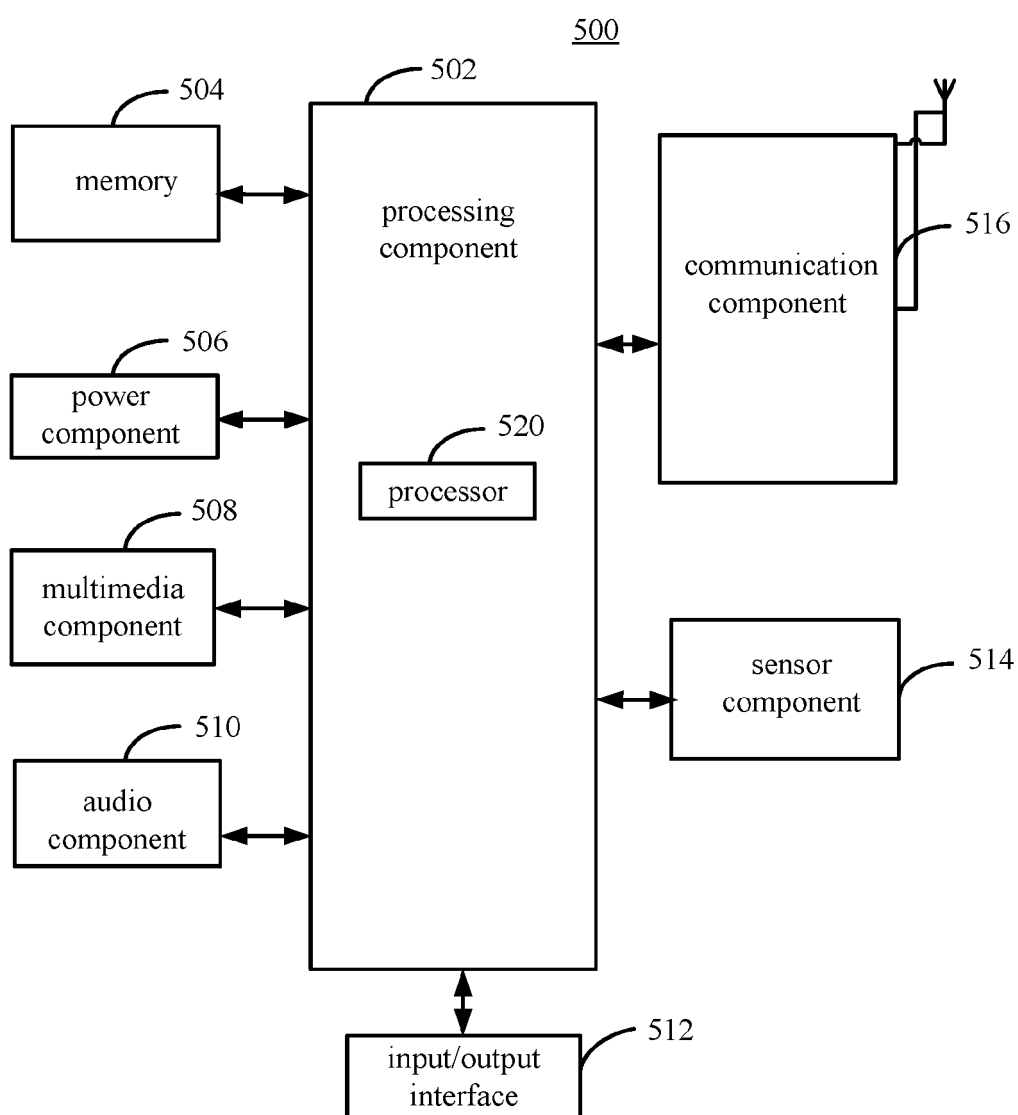 500
502
504
memory
processing
component
516
communication
component
506
power
component
520
processor
508
multimedia
component
514
sensor
component
510
audio
component
512
input/output
interface